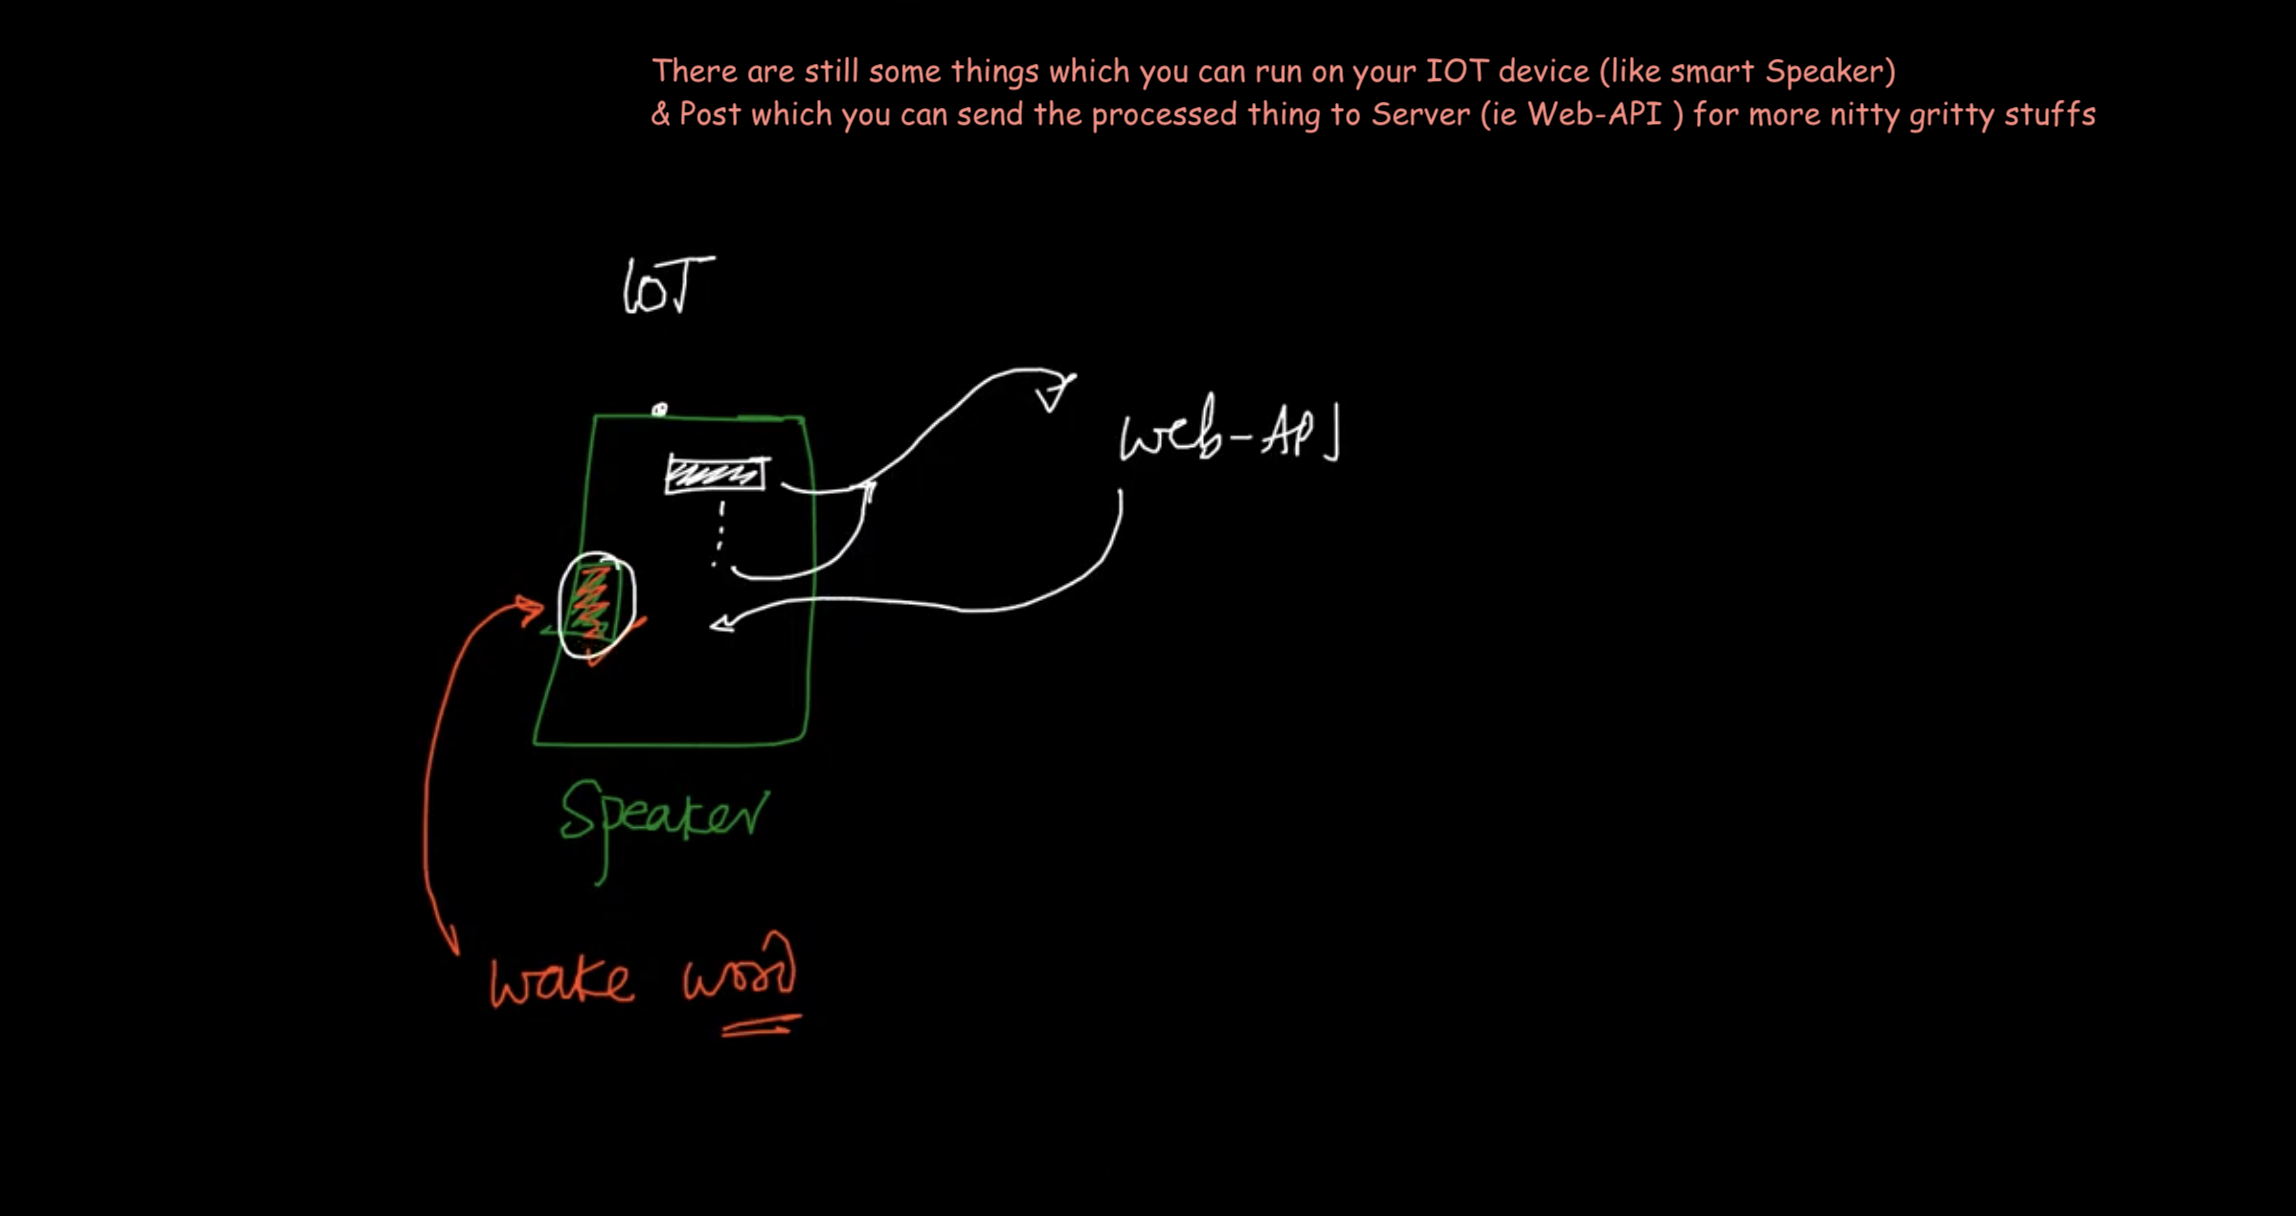 There are still some things which you can run on your IOT device (like smart Speaker)
& Post which you can send the processed thing to Server (ie Web-API ) for more nitty gritty stuffs
IoT
Web-API
Speaker
wake word